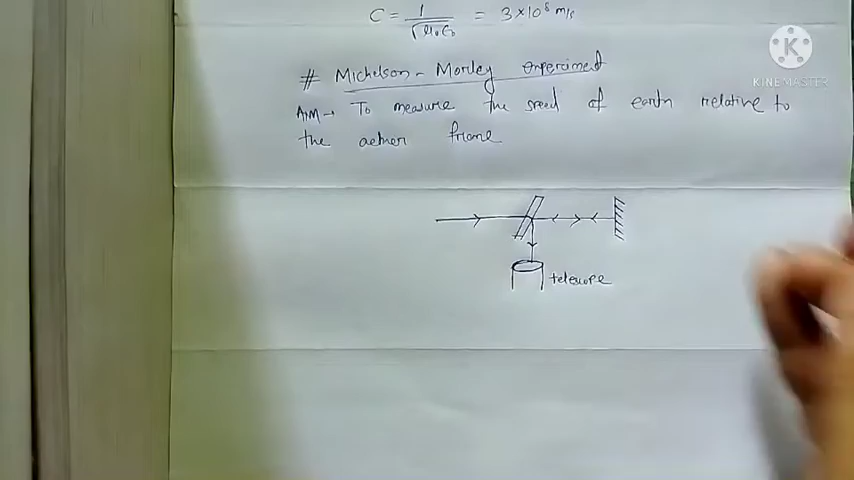 C = 1/√μ₀ε₀ = 3×10⁸ m/s
K
KINEMASTER
# Michelson - Morley experiment
AIM → To measure the speed of earth relative to
the aether frame
telescope